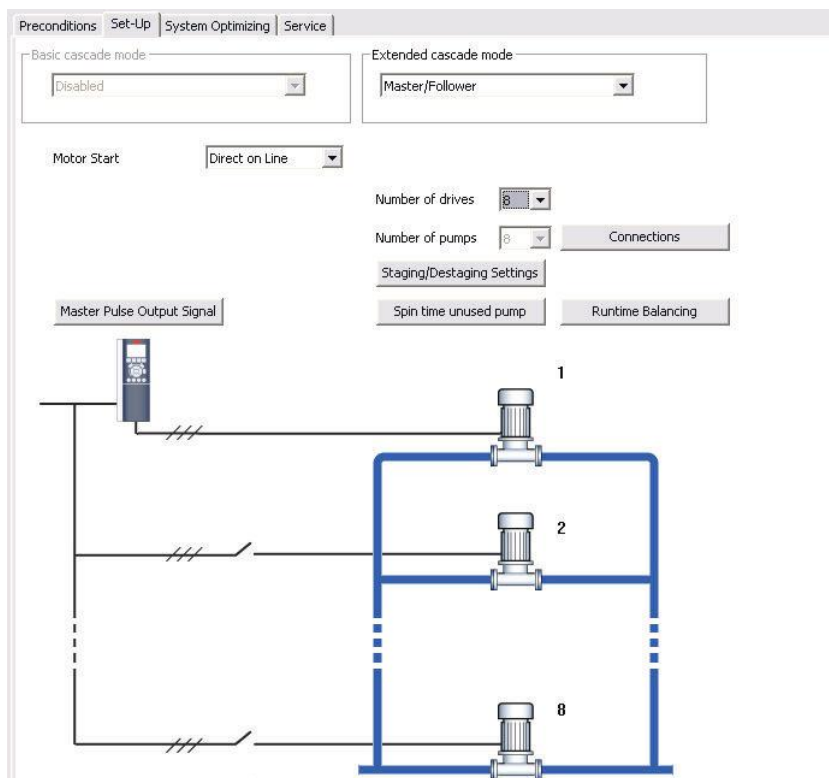 Preconditions Set-Up System Optimizing Service
Basic cascade mode
Extended cascade mode
Disabled
Master/Follower
Motor Start
Direct on Line
Number of drives 8
Number of pumps 8
Connections
Staging/Destaging Settings
Master Pulse Output Signal
Spin time unused pump
Runtime Balancing
1
2
8